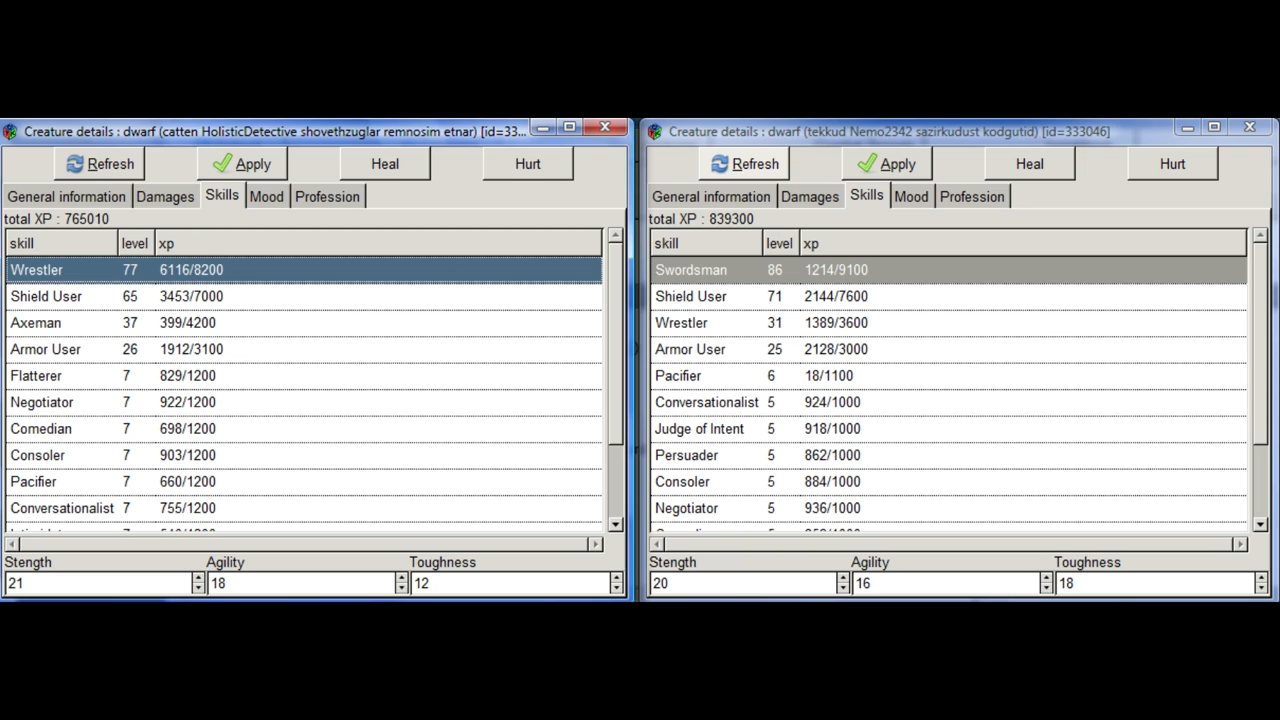 Creature details : dwarf (catten HolisticDetective shovethzuglar remnosim etnar) [id=33...
Refresh Apply Heal Hurt
General information Damages Skills Mood Profession
total XP : 765010
skill level xp
Wrestler 77 6116/8200
Shield User 65 3453/7000
Axeman 37 399/4200
Armor User 26 1912/3100
Flatterer 7 829/1200
Negotiator 7 922/1200
Comedian 7 698/1200
Consoler 7 903/1200
Pacifier 7 660/1200
Conversationalist 7 755/1200
Stength Agility Toughness
21 18 12
Creature details : dwarf (tekkud Nemo2342 sazirkudust kodgutid) [id=333046]
Refresh Apply Heal Hurt
General information Damages Skills Mood Profession
total XP : 839300
skill level xp
Swordsman 86 1214/9100
Shield User 71 2144/7600
Wrestler 31 1389/3600
Armor User 25 2128/3000
Pacifier 6 18/1100
Conversationalist 5 924/1000
Judge of Intent 5 918/1000
Persuader 5 862/1000
Consoler 5 884/1000
Negotiator 5 936/1000
Stength Agility Toughness
20 16 18